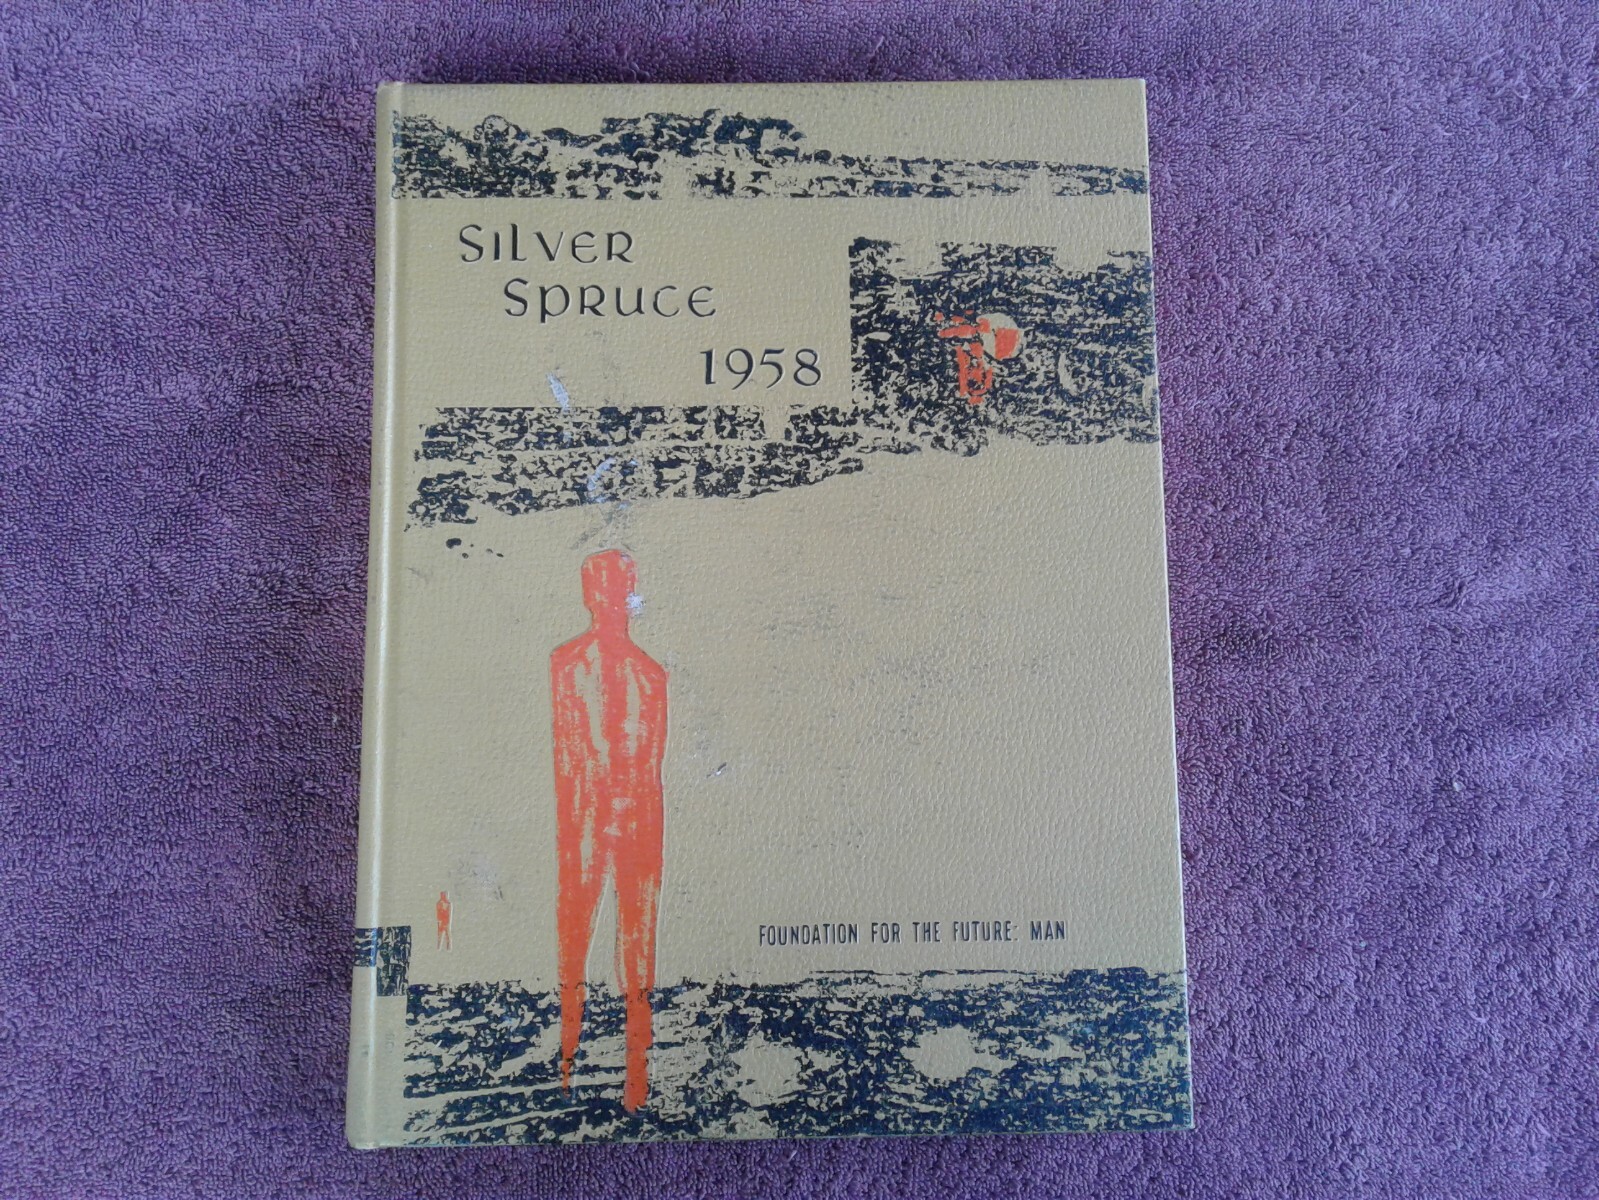 SILVER
SPRUCE
1958
FOUNDATION FOR THE FUTURE: MAN